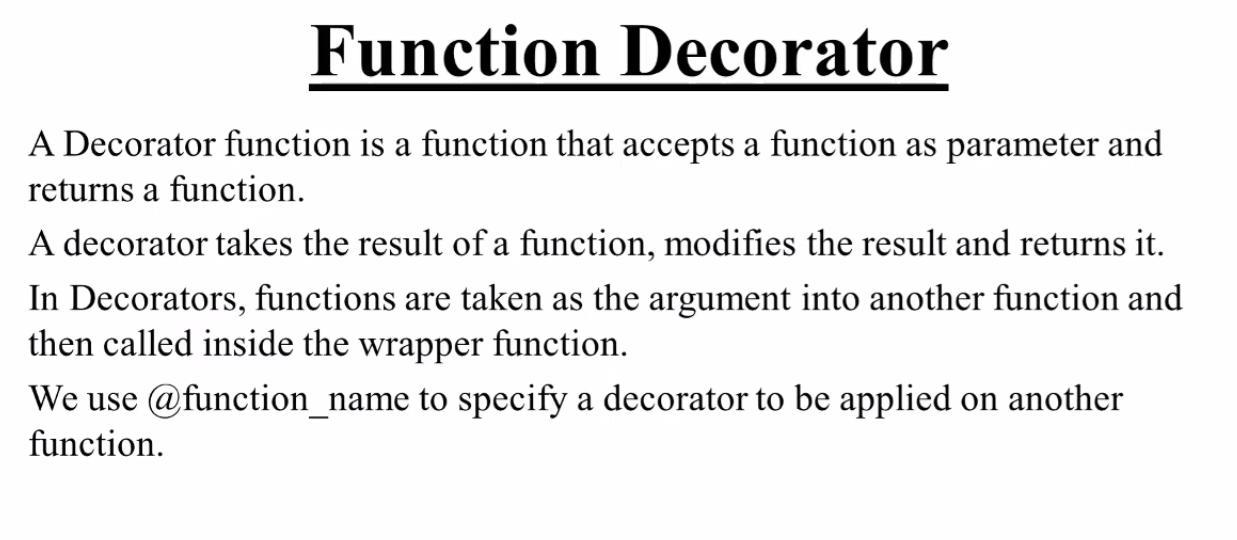 Function Decorator
A Decorator function is a function that accepts a function as parameter and
returns a function.
A decorator takes the result of a function, modifies the result and returns it.
In Decorators, functions are taken as the argument into another function and
then called inside the wrapper function.
We use @function_name to specify a decorator to be applied on another
function.